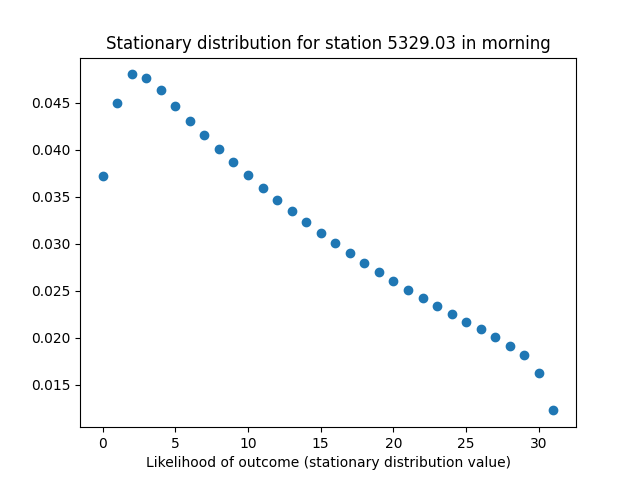 Stationary distribution for station 5329.03 in morning
0.045
0.040
0.035
0.030
0.025
0.020
0.015
0 5 10 15 20 25 30
Likelihood of outcome (stationary distribution value)